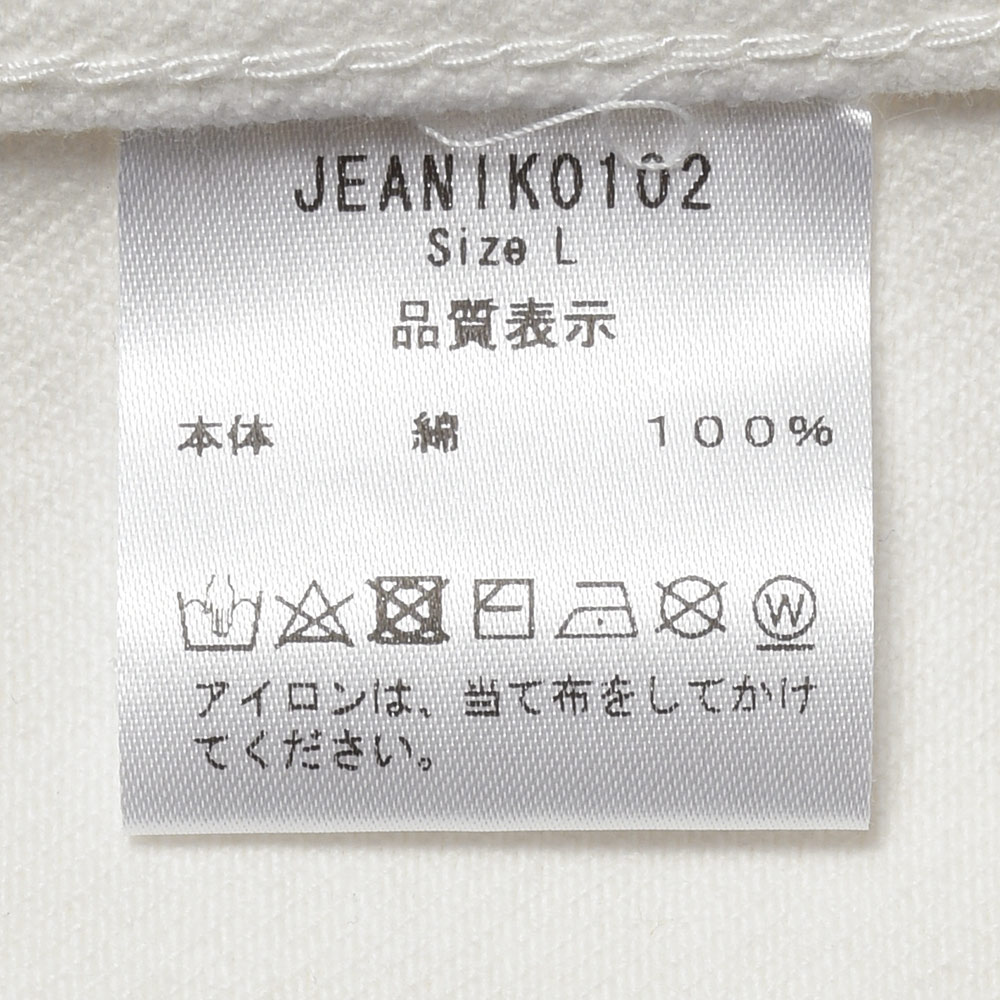 JEANIKO102
Size L
品質表示
本体 綿 １００%
W
アイロンは、当て布をしてかけ
てください。